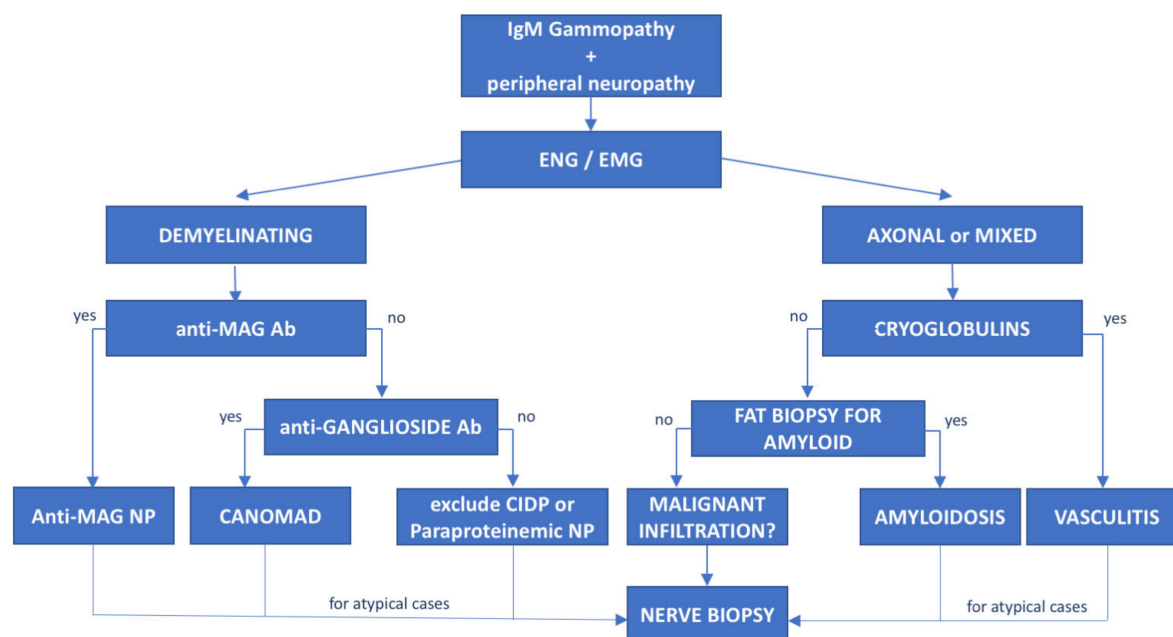 IgM Gammopathy
+
peripheral neuropathy
ENG / EMG
DEMYELINATING
AXONAL or MIXED
yes
anti-MAG Ab
no
no
CRYOGLOBULINS
yes
yes
anti-GANGLIOSIDE Ab
no
no
FAT BIOPSY FOR
AMYLOID
yes
Anti-MAG NP
CANOMAD
exclude CIDP or
Paraproteinemic NP
MALIGNANT
INFILTRATION?
AMYLOIDOSIS
VASCULITIS
for atypical cases
NERVE BIOPSY
for atypical cases